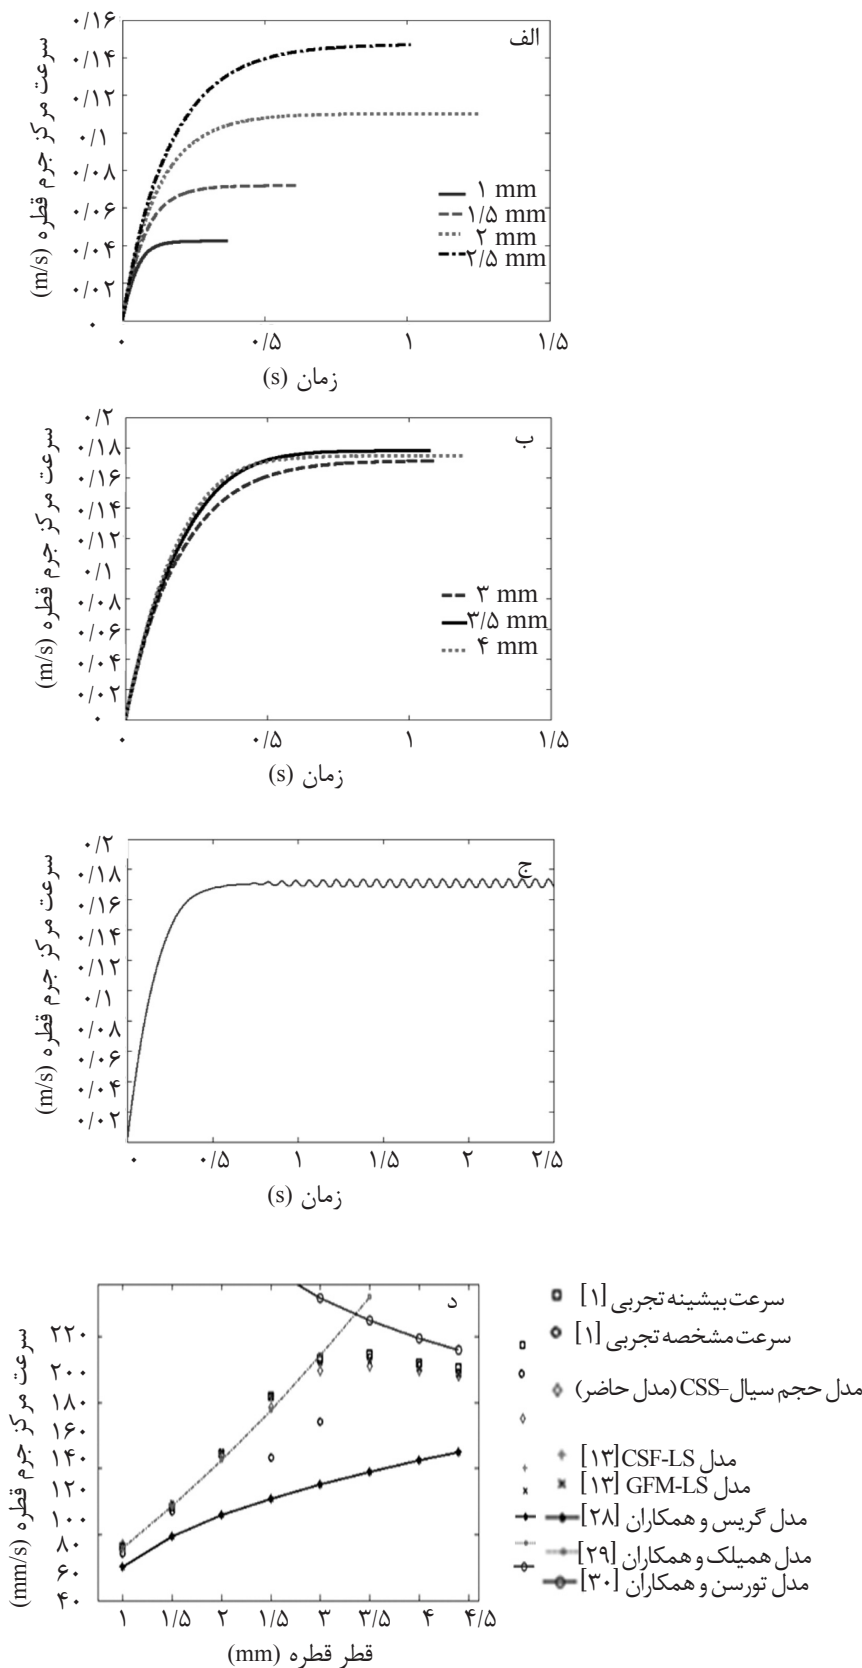 الف
سرعت مرکز جرم قطره (m/s)
۰/۱۶
۰/۱۴
۰/۱۲
۰/۱
۰/۰۸
۰/۰۶
۰/۰۴
۰/۰۲
۰
۱ mm
۱/۵ mm
۲ mm
۲/۵ mm
۰ ۰/۵ ۱ ۱/۵
زمان (s)
ب
سرعت مرکز جرم قطره (m/s)
۰/۲
۰/۱۸
۰/۱۶
۰/۱۴
۰/۱۲
۰/۱
۰/۰۸
۰/۰۶
۰/۰۴
۰/۰۲
۰
۳ mm
۳/۵ mm
۴ mm
۰ ۰/۵ ۱ ۱/۵
زمان (s)
ج
سرعت مرکز جرم قطره (m/s)
۰/۲
۰/۱۸
۰/۱۶
۰/۱۴
۰/۱۲
۰/۱
۰/۰۸
۰/۰۶
۰/۰۴
۰/۰۲
۰ ۰/۵ ۱ ۱/۵ ۲ ۲/۵
زمان (s)
د
سرعت مرکز جرم قطره (mm/s)
۲۲۰
۲۰۰
۱۸۰
۱۶۰
۱۴۰
۱۲۰
۱۰۰
۸۰
۶۰
۴۰
۱ ۱/۵ ۲ ۱/۵ ۳ ۳/۵ ۴ ۴/۵
قطر قطره (mm)
سرعت بیشینه تجربی [۱]
سرعت مشخصه تجربی [۱]
مدل حجم سیال–CSS (مدل حاضر)
مدل CSF-LS [۱۳]
مدل GFM-LS [۱۳]
مدل گریس و همکاران [۲۸]
مدل همیلک و همکاران [۲۹]
مدل تورسن و همکاران [۳۰]